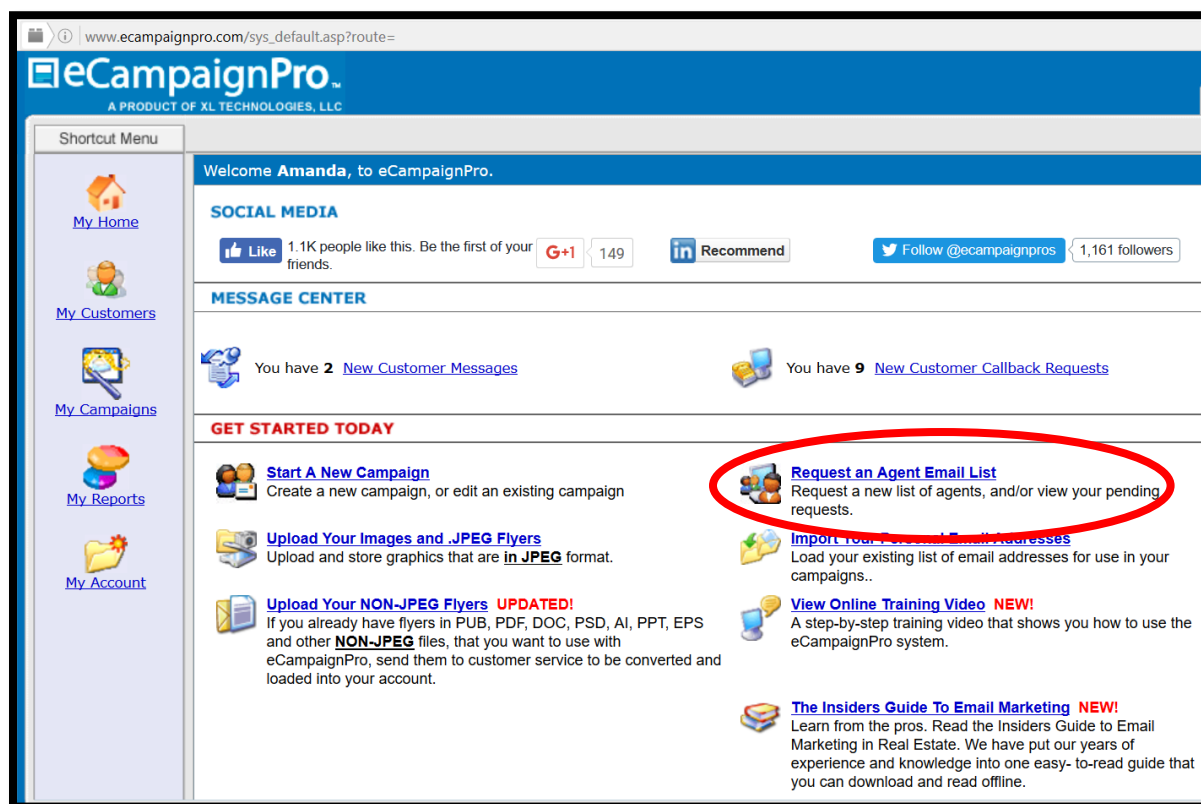 www.ecampaignpro.com/sys_default.asp?route=
eCampaignPro™
A PRODUCT OF XL TECHNOLOGIES, LLC
Shortcut Menu
My Home
My Customers
My Campaigns
My Reports
My Account
Welcome Amanda, to eCampaignPro.
SOCIAL MEDIA
Like 1.1K people like this. Be the first of your
friends.
G+1 149
in Recommend
Follow @ecampaignpros 1,161 followers
MESSAGE CENTER
You have 2 New Customer Messages
You have 9 New Customer Callback Requests
GET STARTED TODAY
Start A New Campaign
Create a new campaign, or edit an existing campaign
Request an Agent Email List
Request a new list of agents, and/or view your pending
requests.
Upload Your Images and .JPEG Flyers
Upload and store graphics that are in JPEG format.
Import Your Personal Email Addresses
Load your existing list of email addresses for use in your
campaigns..
Upload Your NON-JPEG Flyers UPDATED!
If you already have flyers in PUB, PDF, DOC, PSD, AI, PPT, EPS
and other NON-JPEG files, that you want to use with
eCampaignPro, send them to customer service to be converted and
loaded into your account.
View Online Training Video NEW!
A step-by-step training video that shows you how to use the
eCampaignPro system.
The Insiders Guide To Email Marketing NEW!
Learn from the pros. Read the Insiders Guide to Email
Marketing in Real Estate. We have put our years of
experience and knowledge into one easy- to-read guide that
you can download and read offline.